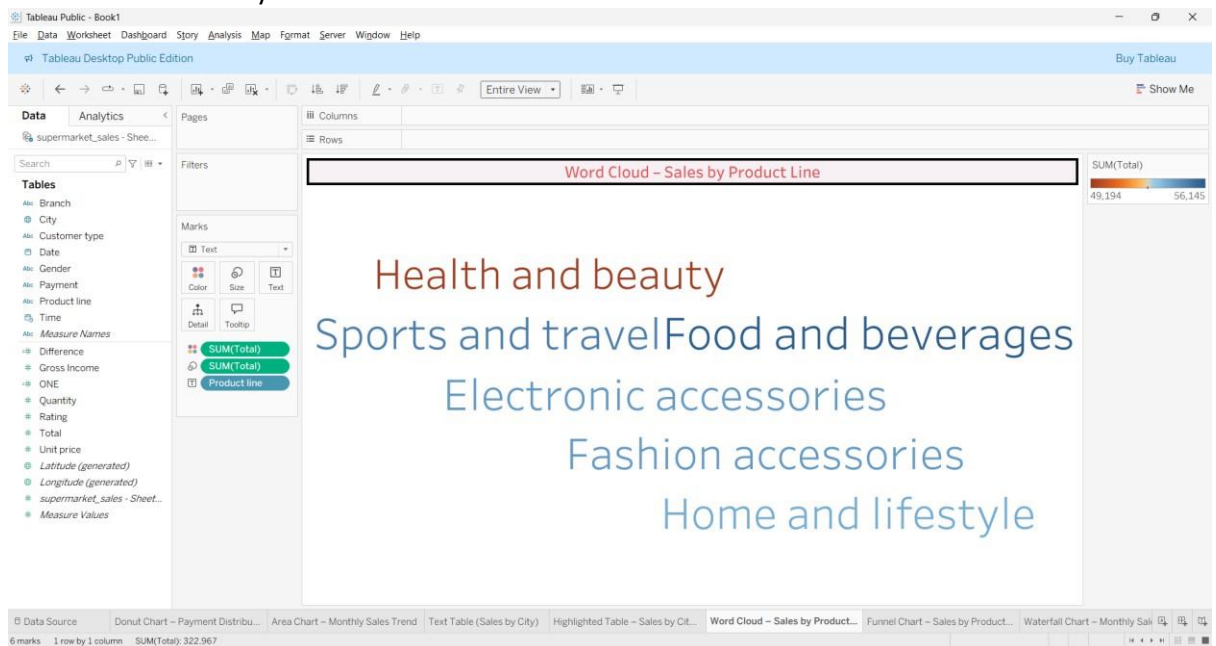 Tableau Public - Book1
File Data Worksheet Dashboard Story Analysis Map Format Server Window Help
Tableau Desktop Public Edition Buy Tableau
Entire View Show Me
Data Analytics Pages Columns
supermarket_sales - Shee... Rows
Search Filters Word Cloud – Sales by Product Line SUM(Total)
49,194 56,145
Tables
Branch
City
Customer type
Date
Gender
Payment
Product line
Time
Measure Names
Difference
Gross Income
ONE
Quantity
Rating
Total
Unit price
Latitude (generated)
Longitude (generated)
supermarket_sales - Sheet...
Measure Values
Marks
Text
Color Size Text
Detail Tooltip
SUM(Total)
SUM(Total)
Product line
Health and beauty
Sports and travel Food and beverages
Electronic accessories
Fashion accessories
Home and lifestyle
Data Source Donut Chart – Payment Distribu... Area Chart – Monthly Sales Trend Text Table (Sales by City) Highlighted Table – Sales by Cit... Word Cloud – Sales by Product... Funnel Chart – Sales by Product... Waterfall Chart – Monthly Sal
6 marks 1 row by 1 column SUM(Total): 322,967